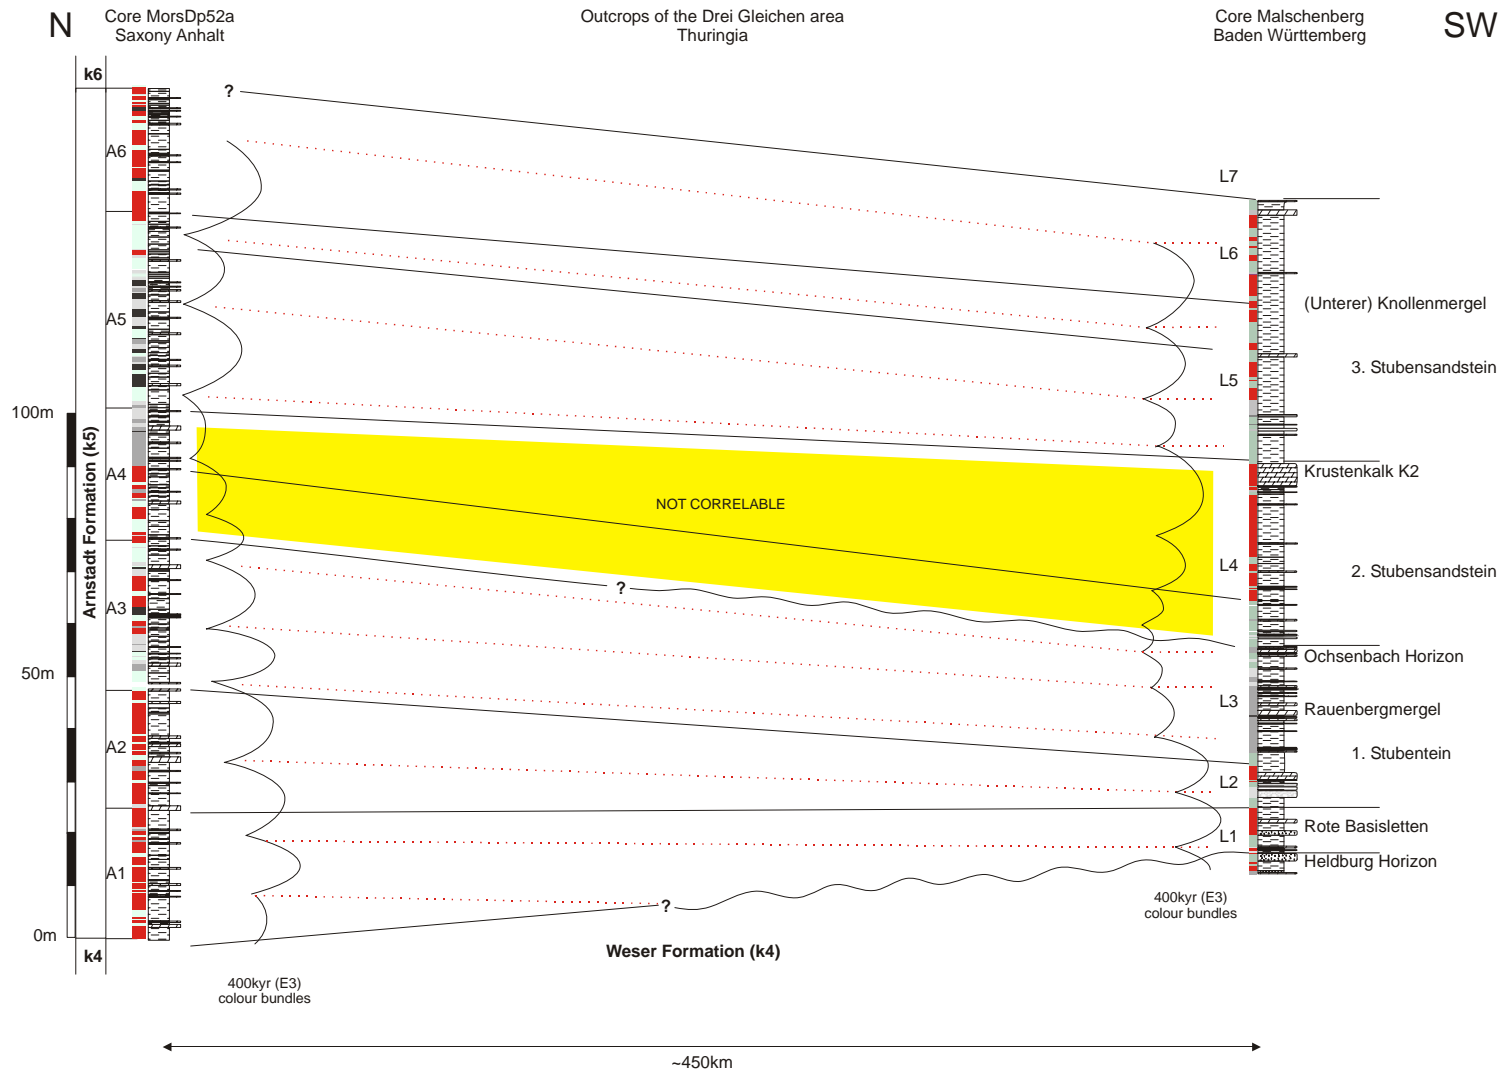 N
Core MorsDp52a
Saxony Anhalt
Outcrops of the Drei Gleichen area
Thuringia
Core Malschenberg
Baden Württemberg
SW
k6
?
A6
L7
L6
(Unterer) Knollenmergel
A5
3. Stubensandstein
L5
100m
Arnstadt Formation (k5)
A4
Krustenkalk K2
NOT CORRELABLE
L4
2. Stubensandstein
?
A3
Ochsenbach Horizon
50m
L3
Rauenbergmergel
A2
1. Stubentein
L2
Rote Basisletten
L1
Heldburg Horizon
A1
400kyr (E3)
colour bundles
?
0m
k4
Weser Formation (k4)
400kyr (E3)
colour bundles
~450km